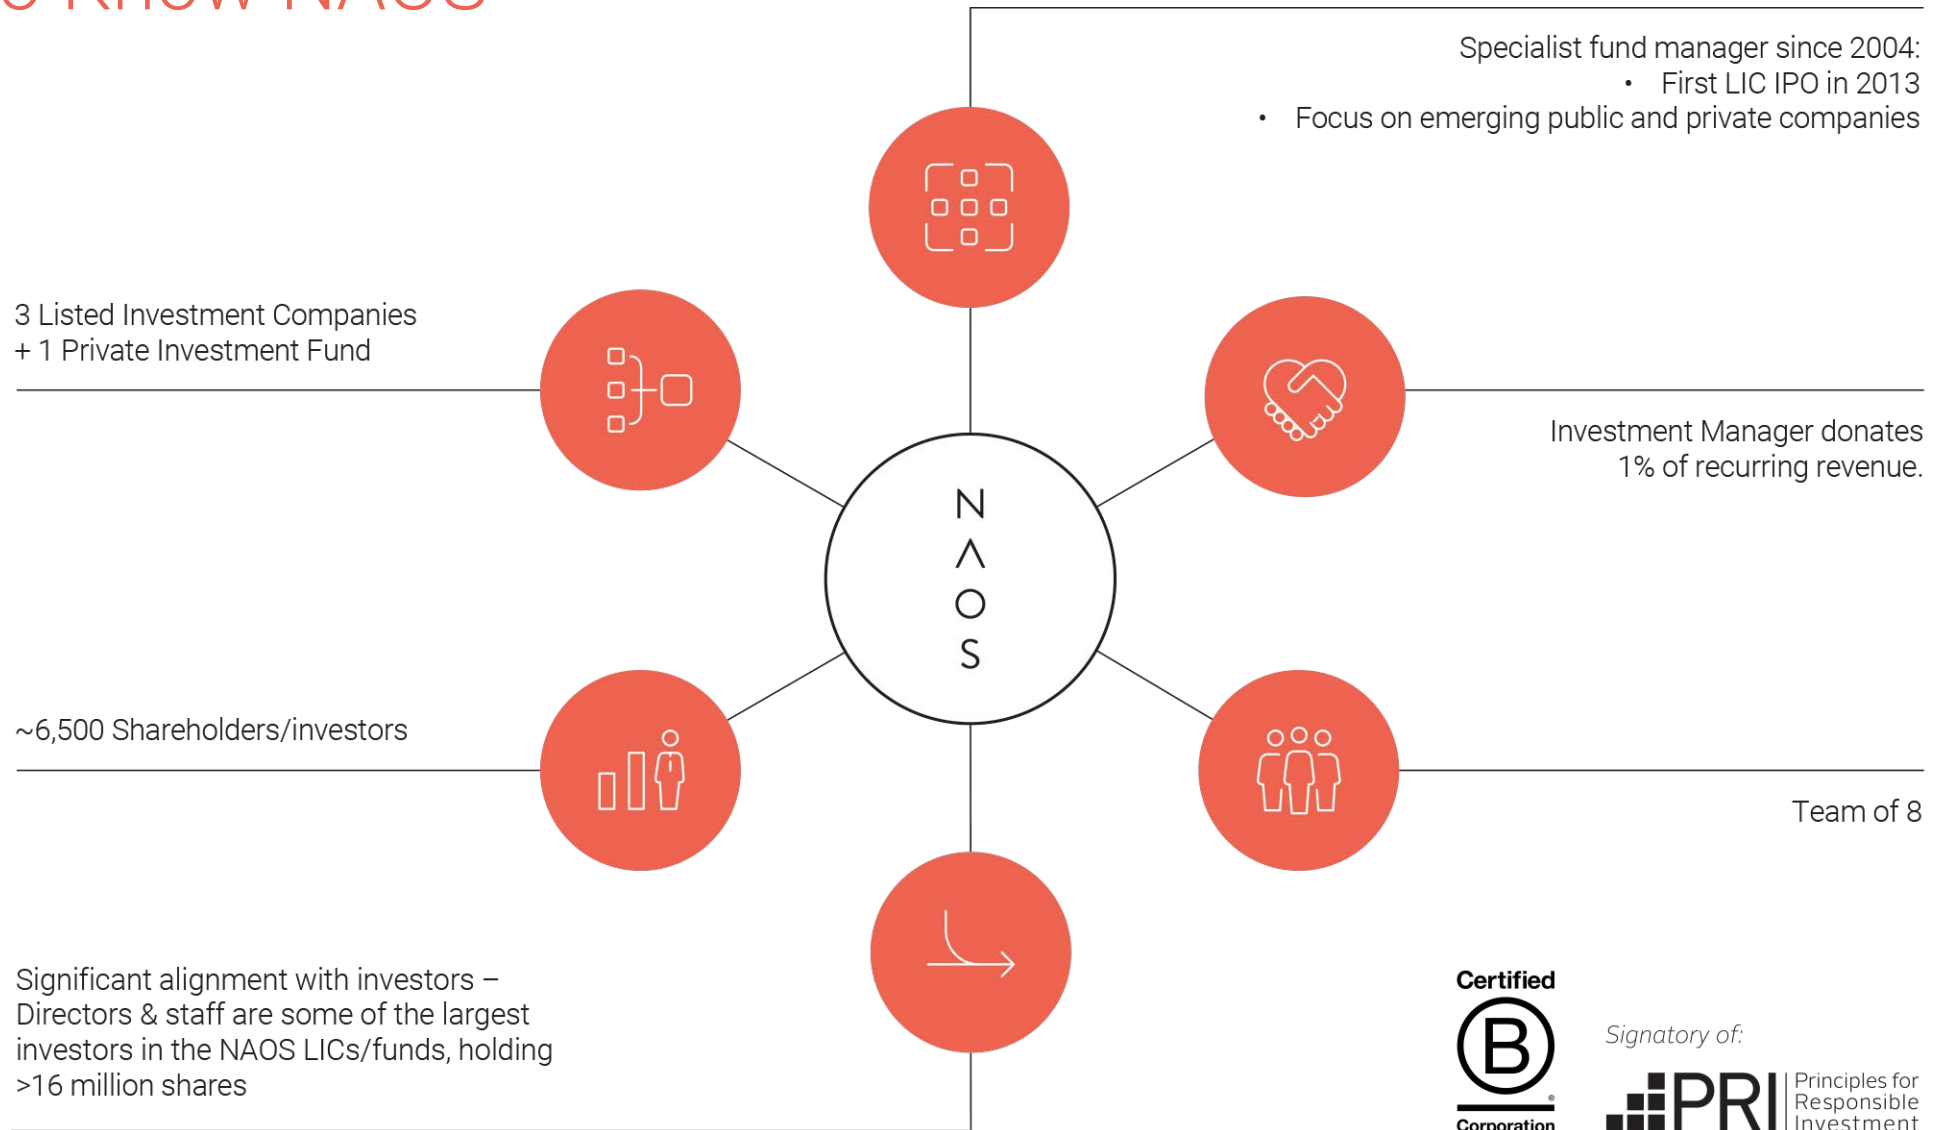 Know NAOS
Specialist fund manager since 2004:
• First LIC IPO in 2013
• Focus on emerging public and private companies
3 Listed Investment Companies
+ 1 Private Investment Fund
Investment Manager donates
1% of recurring revenue.
N
Λ
O
S
~6,500 Shareholders/investors
Team of 8
Significant alignment with investors –
Directors & staff are some of the largest
investors in the NAOS LICs/funds, holding
>16 million shares
Certified
B
®
Corporation
Signatory of:
PRI
Principles for
Responsible
Investment